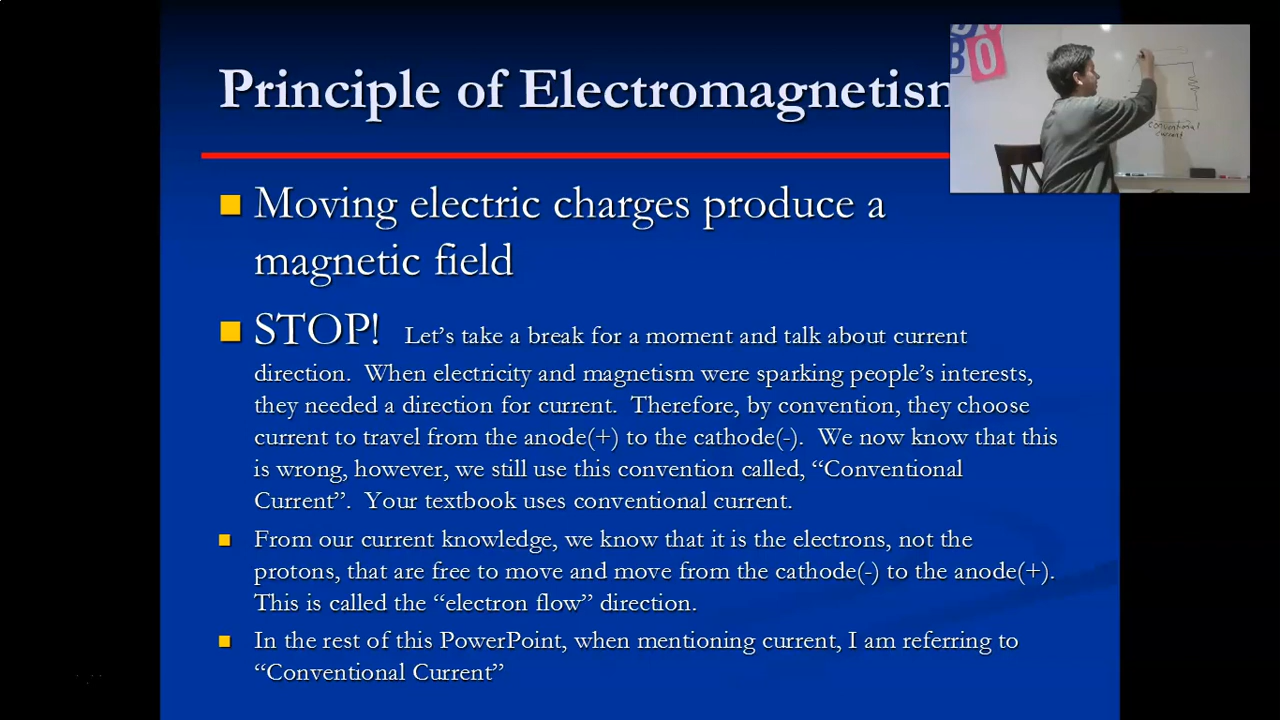 Principle of Electromagnetism
Moving electric charges produce a
magnetic field
STOP! Let's take a break for a moment and talk about current
direction. When electricity and magnetism were sparking people's interests,
they needed a direction for current. Therefore, by convention, they choose
current to travel from the anode(+) to the cathode(-). We now know that this
is wrong, however, we still use this convention called, “Conventional
Current”. Your textbook uses conventional current.
From our current knowledge, we know that it is the electrons, not the
protons, that are free to move and move from the cathode(-) to the anode(+).
This is called the “electron flow” direction.
In the rest of this PowerPoint, when mentioning current, I am referring to
“Conventional Current”
conventional
current